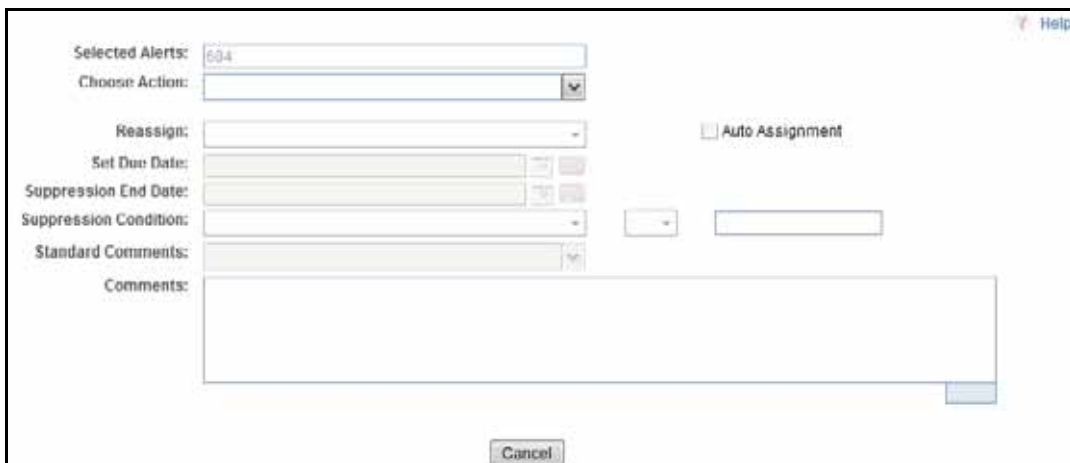 Help
Selected Alerts: 684
Choose Action:
Reassign: Auto Assignment
Set Due Date:
Suppression End Date:
Suppression Condition:
Standard Comments:
Comments:
Cancel